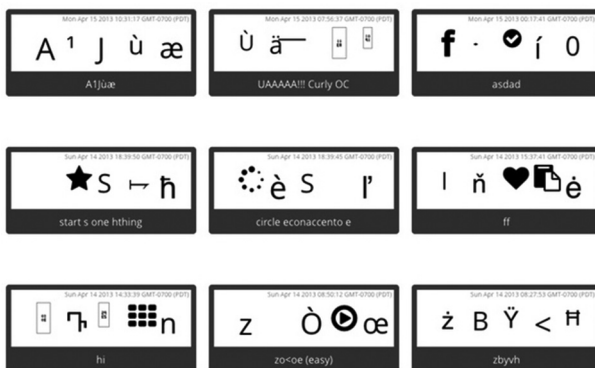 Mon Apr 15 2013 10:31:17 GMT-0700 (PDT)
A ¹ J ù æ
A1Jùæ
Mon Apr 15 2013 07:56:37 GMT-0700 (PDT)
Ù ä
UAAAAA!!! Curly OC
Mon Apr 15 2013 00:17:41 GMT-0700 (PDT)
f · í 0
asdad
Sun Apr 14 2013 18:39:50 GMT-0700 (PDT)
S ħ
start s one hthing
Sun Apr 14 2013 18:39:45 GMT-0700 (PDT)
è S ľ
circle econaccento e
Sun Apr 14 2013 15:37:41 GMT-0700 (PDT)
ň ė
ff
Sun Apr 14 2013 14:33:39 GMT-0700 (PDT)
n
hi
Sun Apr 14 2013 08:50:12 GMT-0700 (PDT)
z Ò œ
zo<oe (easy)
Sun Apr 14 2013 08:27:53 GMT-0700 (PDT)
ż B Ÿ < Ħ
zbyvh